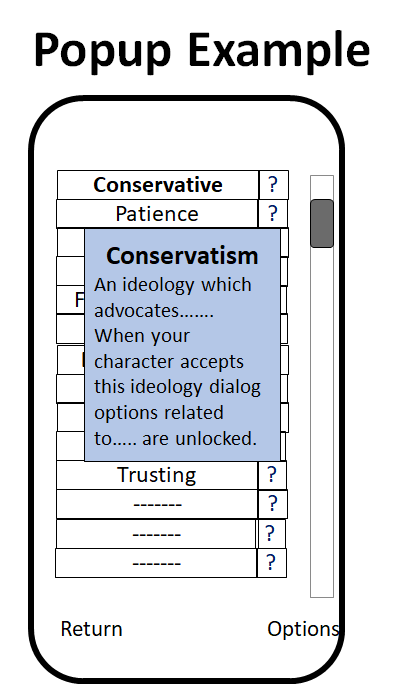 Popup Example
Conservative ?
Patience ?
Conservatism
An ideology which
advocates…….
When your
character accepts
this ideology dialog
options related
to….. are unlocked.
F
Trusting ?
------- ?
------- ?
------- ?
Return Options